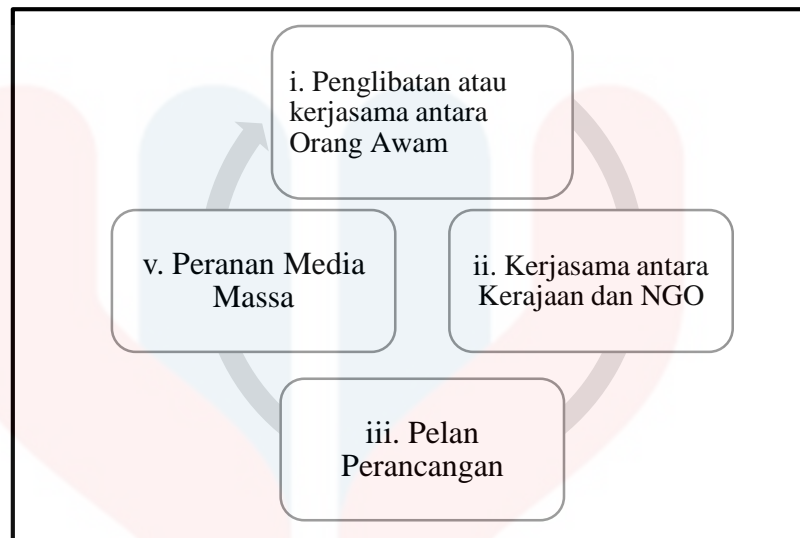 i. Penglibatan atau
kerjasama antara
Orang Awam
ii. Kerjasama antara
Kerajaan dan NGO
iii. Pelan
Perancangan
v. Peranan Media
Massa